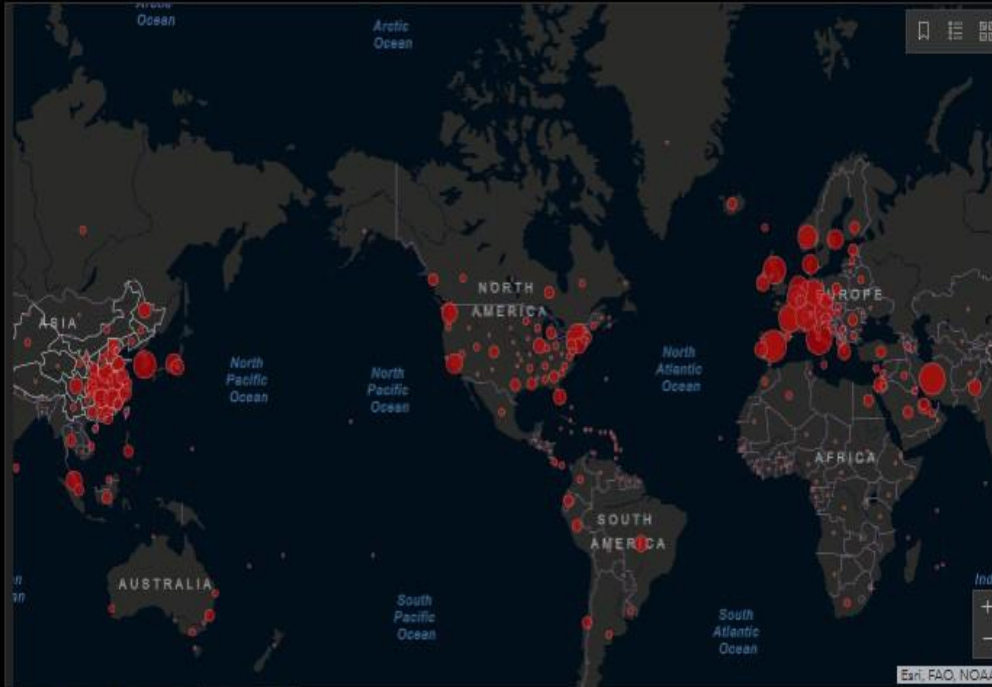 Arctic
Ocean
Arctic
Ocean
NORTH
AMERICA
EUROPE
ASIA
North
Pacific
Ocean
North
Pacific
Ocean
North
Atlantic
Ocean
AFRICA
SOUTH
AMERICA
AUSTRALIA
South
Pacific
Ocean
South
Atlantic
Ocean
Ind
+
−
Esri, FAO, NOAA